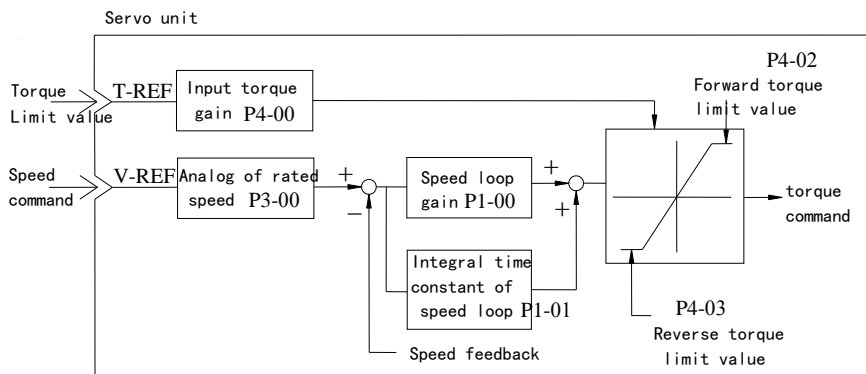 Servo unit
P4-02
Torque
Limit value
T-REF
Input torque
gain P4-00
Forward torque
limit value
Speed
command
V-REF
Analog of rated
speed P3-00
+
−
Speed loop
gain P1-00
+
+
torque
command
Integral time
constant of
speed loop P1-01
P4-03
Reverse torque
limit value
Speed feedback